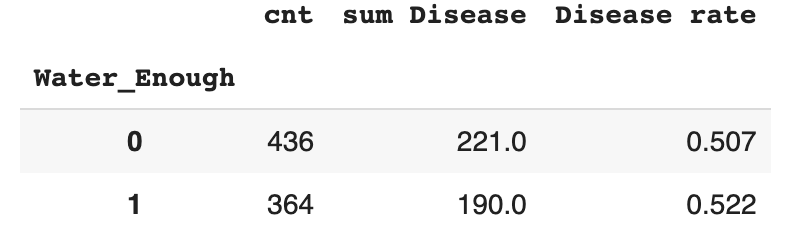 cnt sum Disease Disease rate
Water_Enough
0 436 221.0 0.507
1 364 190.0 0.522